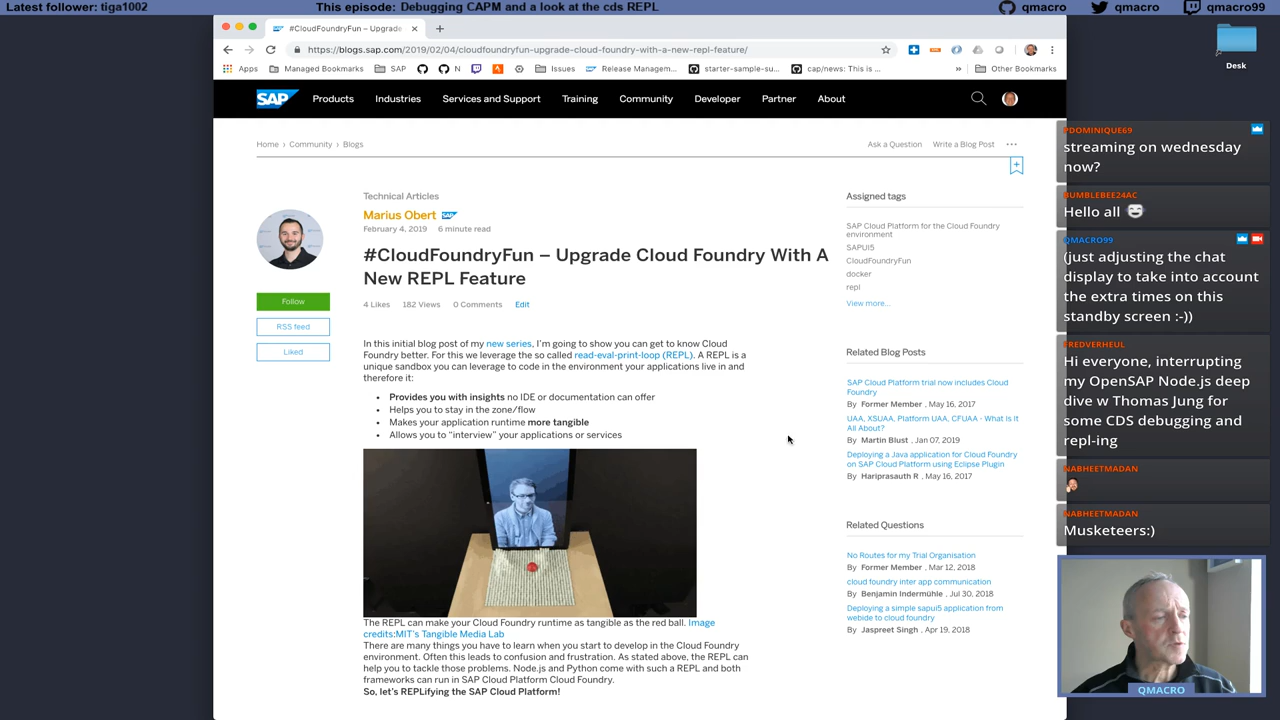 Latest follower: tiga1002
This episode: Debugging CAPM and a look at the cds REPL
qmacro
qmacro
qmacro99
#CloudFoundryFun – Upgrade
https://blogs.sap.com/2019/02/04/cloudfoundryfun-upgrade-cloud-foundry-with-a-new-repl-feature/
Apps
Managed Bookmarks
SAP
N
Issues
Release Managem...
starter-sample-su...
cap/news: This is ...
»
Other Bookmarks
Desk
SAP
Products
Industries
Services and Support
Training
Community
Developer
Partner
About
Home › Community › Blogs
Ask a Question
Write a Blog Post
...
Technical Articles
Marius Obert
SAP
February 4, 2019
6 minute read
#CloudFoundryFun – Upgrade Cloud Foundry With A
New REPL Feature
4 Likes
182 Views
0 Comments
Edit
Follow
RSS feed
Liked
In this initial blog post of my new series, I'm going to show you can get to know Cloud
Foundry better. For this we leverage the so called read-eval-print-loop (REPL). A REPL is a
unique sandbox you can leverage to code in the environment your applications live in and
therefore it:
• Provides you with insights no IDE or documentation can offer
• Helps you to stay in the zone/flow
• Makes your application runtime more tangible
• Allows you to "interview" your applications or services
The REPL can make your Cloud Foundry runtime as tangible as the red ball. Image
credits:MIT's Tangible Media Lab
There are many things you have to learn when you start to develop in the Cloud Foundry
environment. Often this leads to confusion and frustration. As stated above, the REPL can
help you to tackle those problems. Node.js and Python come with such a REPL and both
frameworks can run in SAP Cloud Platform Cloud Foundry.
So, let's REPLifying the SAP Cloud Platform!
Assigned tags
SAP Cloud Platform for the Cloud Foundry
environment
SAPUI5
CloudFoundryFun
docker
repl
View more...
Related Blog Posts
SAP Cloud Platform trial now includes Cloud
Foundry
By Former Member , May 16, 2017
UAA, XSUAA, Platform UAA, CFUAA - What Is It
All About?
By Martin Blust , Jan 07, 2019
Deploying a Java application for Cloud Foundry
on SAP Cloud Platform using Eclipse Plugin
By Hariprasauth R , May 16, 2017
Related Questions
No Routes for my Trial Organisation
By Former Member , Mar 12, 2018
cloud foundry inter app communication
By Benjamin Indermühle , Jul 30, 2018
Deploying a simple sapui5 application from
webide to cloud foundry
By Jaspreet Singh , Apr 19, 2018
PDOMINIQUE69
streaming on wednesday
now?
BUMBLEBEE24AC
Hello all
QMACRO99
(just adjusting the chat
display to take into account
the extra times on this
standby screen :-))
FREDVERHEUL
Hi everyone, interrupting
my OpenSAP Node.js deep
dive w Thomas Jung for
some CDS debugging and
repl-ing
NABHEETMADAN
NABHEETMADAN
Musketeers:)
QMACRO